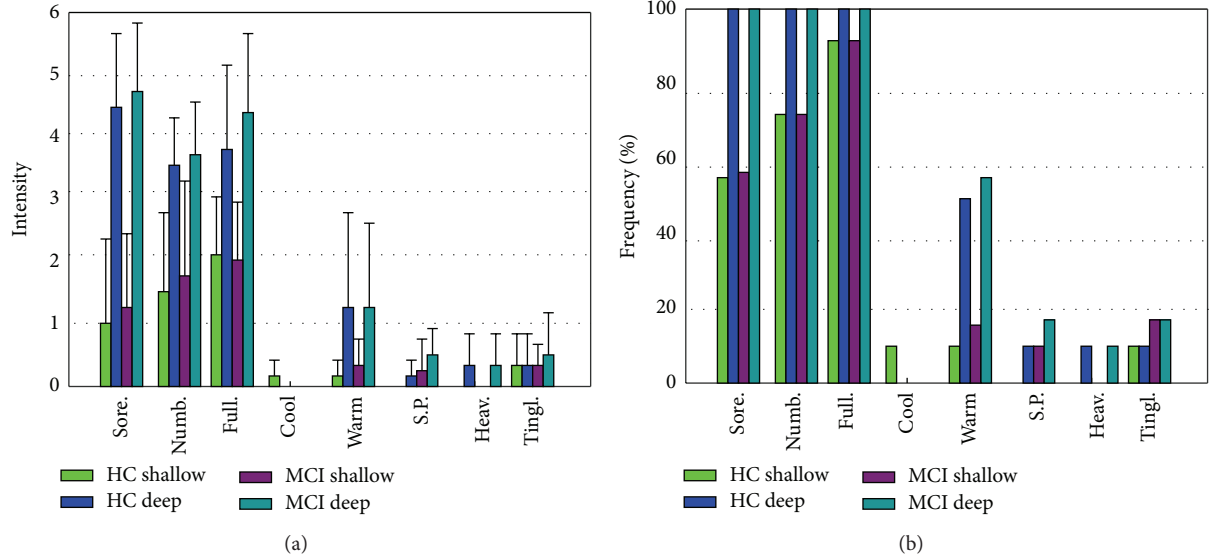 6
5
4
3
2
1
0
Intensity
Sore.
Numb.
Full.
Cool
Warm
S.P.
Heav.
Tingl.
HC shallow
MCI shallow
HC deep
MCI deep
(a)
100
80
60
40
20
0
Frequency (%)
Sore.
Numb.
Full.
Cool
Warm
S.P.
Heav.
Tingl.
HC shallow
MCI shallow
HC deep
MCI deep
(b)